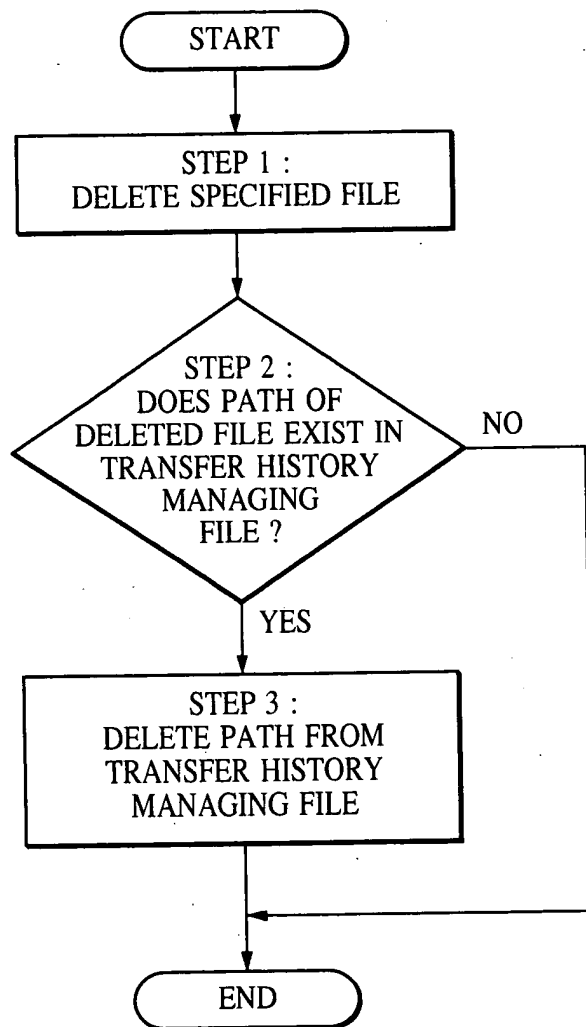 START
STEP 1 :
DELETE SPECIFIED FILE
STEP 2 :
DOES PATH OF
DELETED FILE EXIST IN
TRANSFER HISTORY
MANAGING
FILE ?
NO
YES
STEP 3 :
DELETE PATH FROM
TRANSFER HISTORY
MANAGING FILE
END